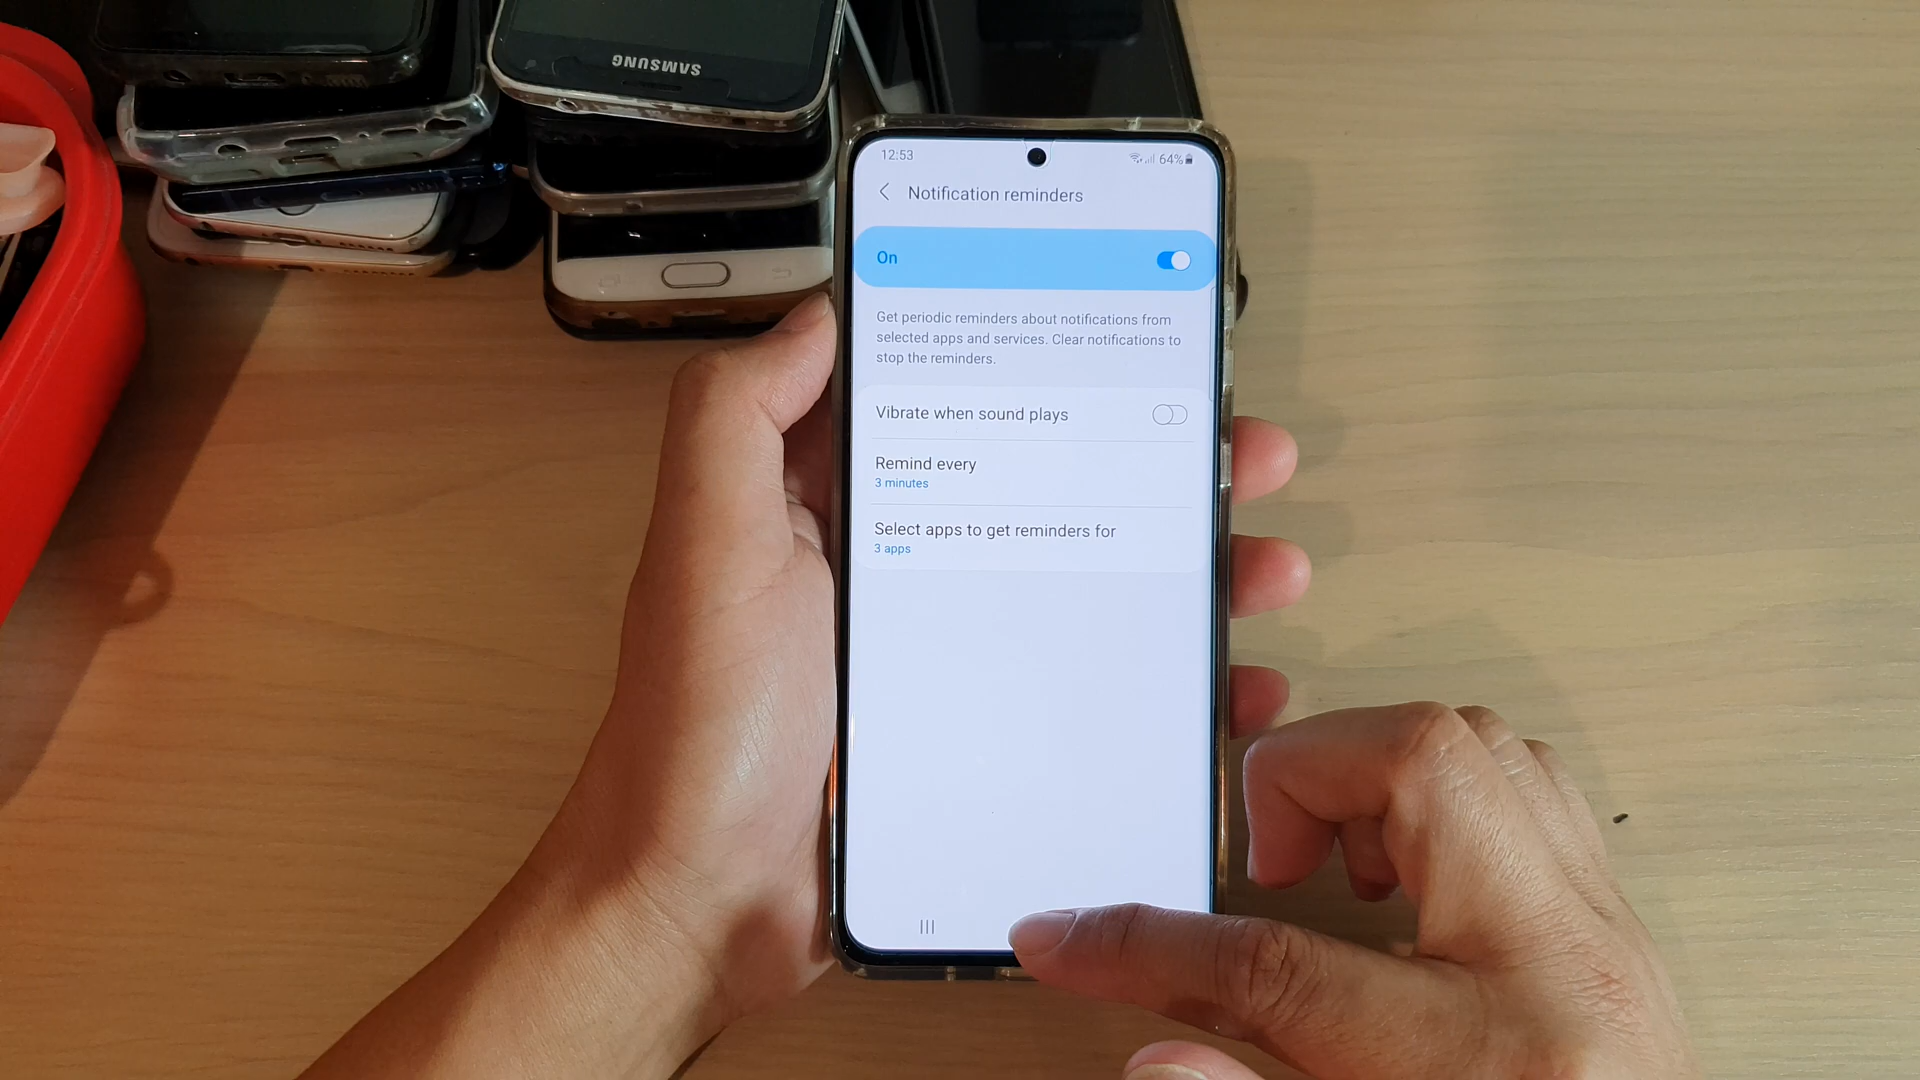 SAMSUNG
12:53
64%
Notification reminders
On
Get periodic reminders about notifications from
selected apps and services. Clear notifications to
stop the reminders.
Vibrate when sound plays
Remind every
3 minutes
Select apps to get reminders for
3 apps